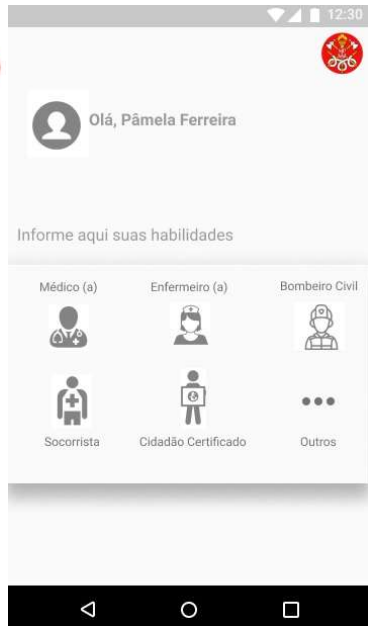 12:30
Olá, Pâmela Ferreira
Informe aqui suas habilidades
Médico (a) Enfermeiro (a) Bombeiro Civil
Socorrista Cidadão Certificado Outros